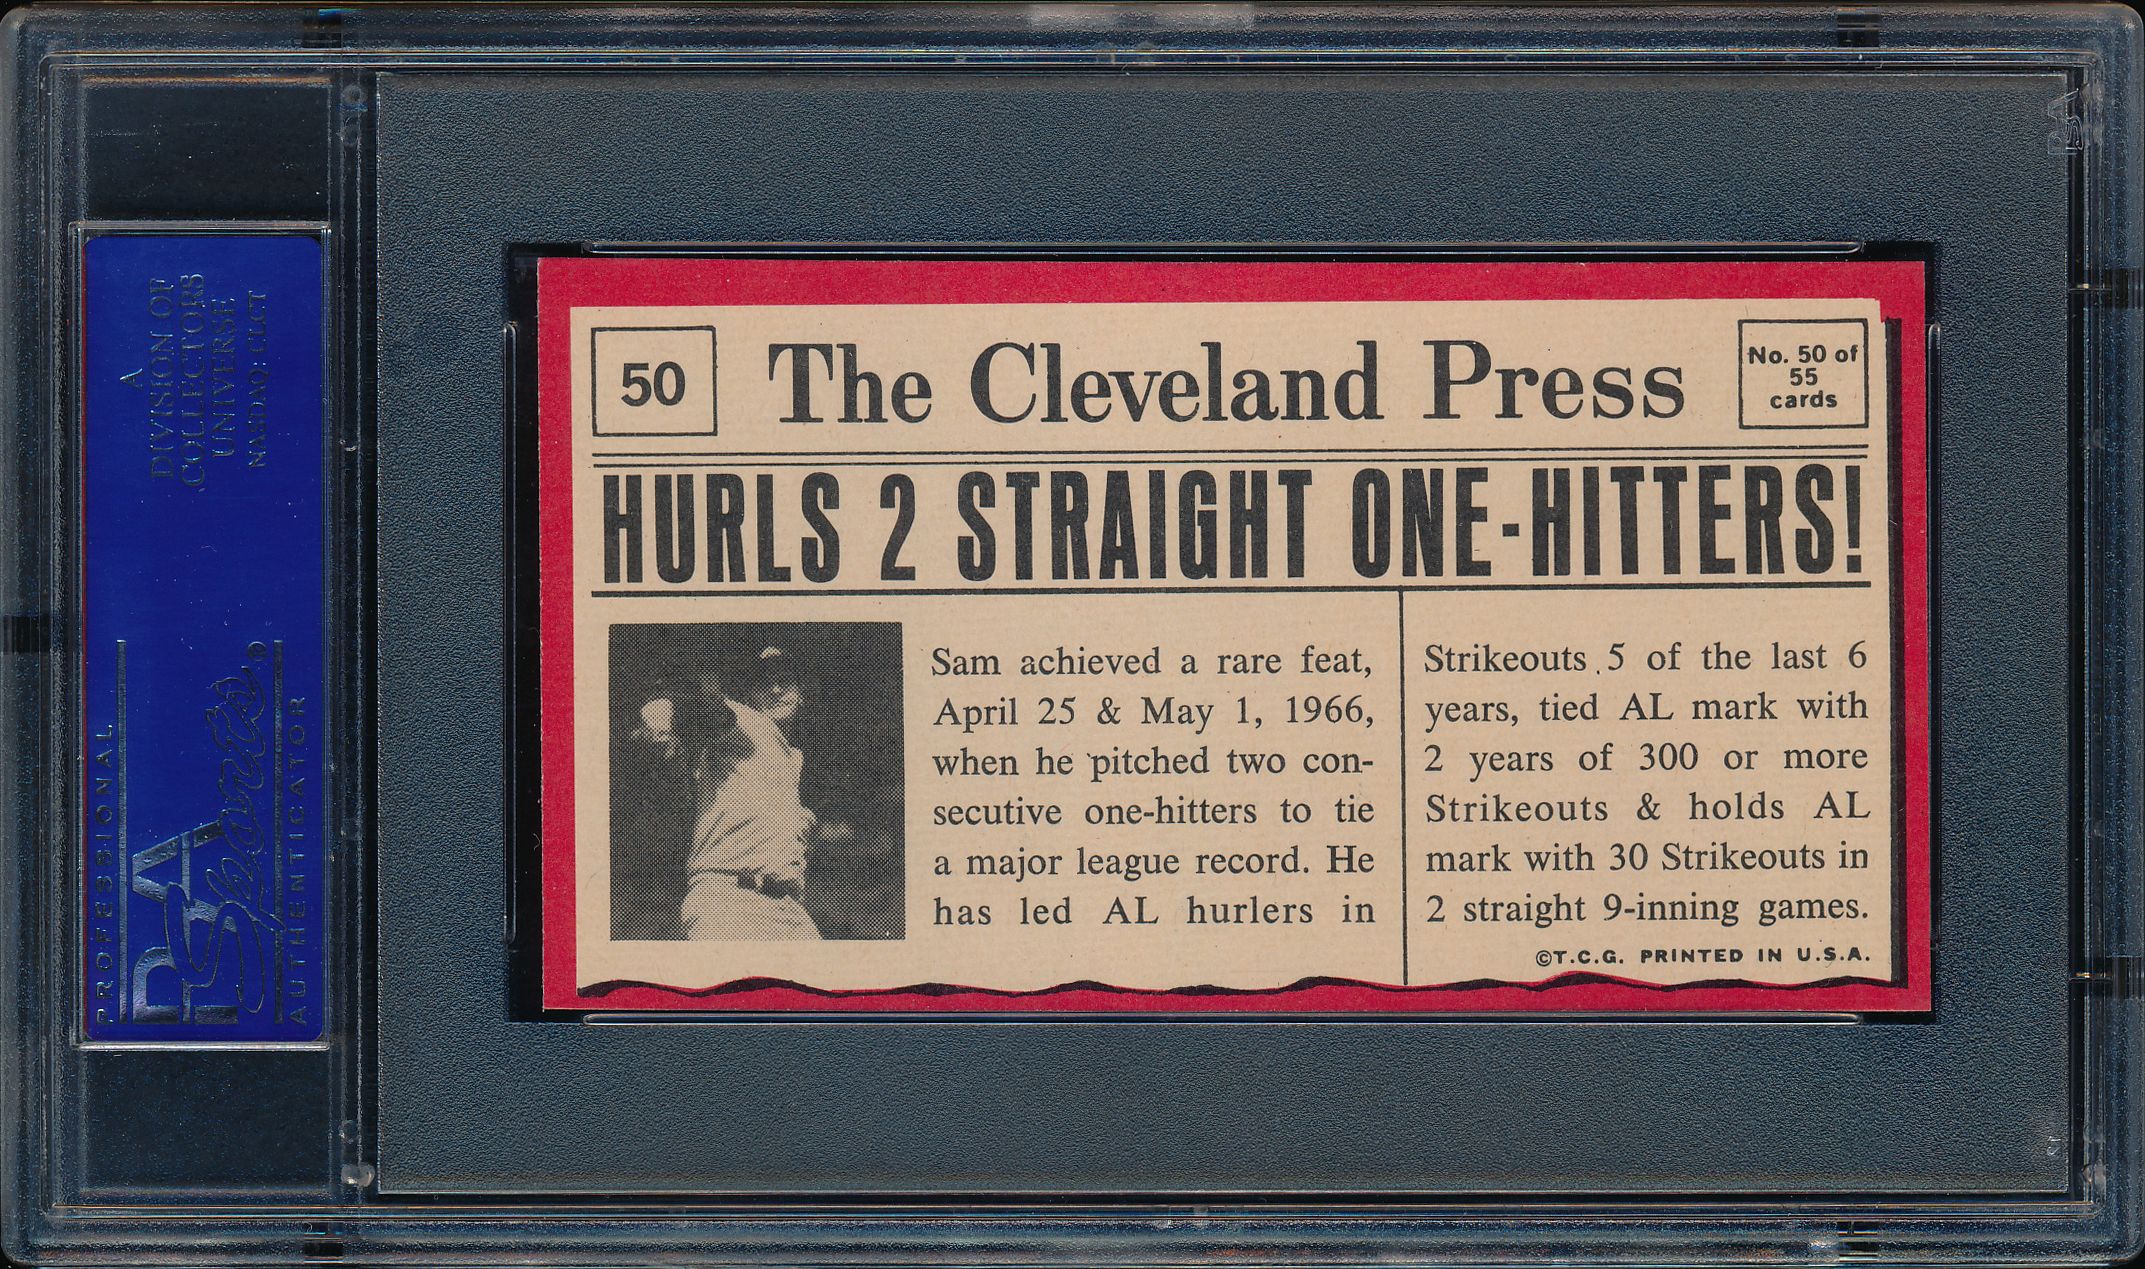 A
DIVISION OF
COLLECTORS
UNIVERSE
NASDAQ: CLCT
PROFESSIONAL
PSA
Sports®
AUTHENTICATOR
PSA
50
The Cleveland Press
No. 50 of
55
cards
HURLS 2 STRAIGHT ONE-HITTERS!
Sam achieved a rare feat,
April 25 & May 1, 1966,
when he pitched two con-
secutive one-hitters to tie
a major league record. He
has led AL hurlers in
Strikeouts 5 of the last 6
years, tied AL mark with
2 years of 300 or more
Strikeouts & holds AL
mark with 30 Strikeouts in
2 straight 9-inning games.
©T.C.G. PRINTED IN U.S.A.